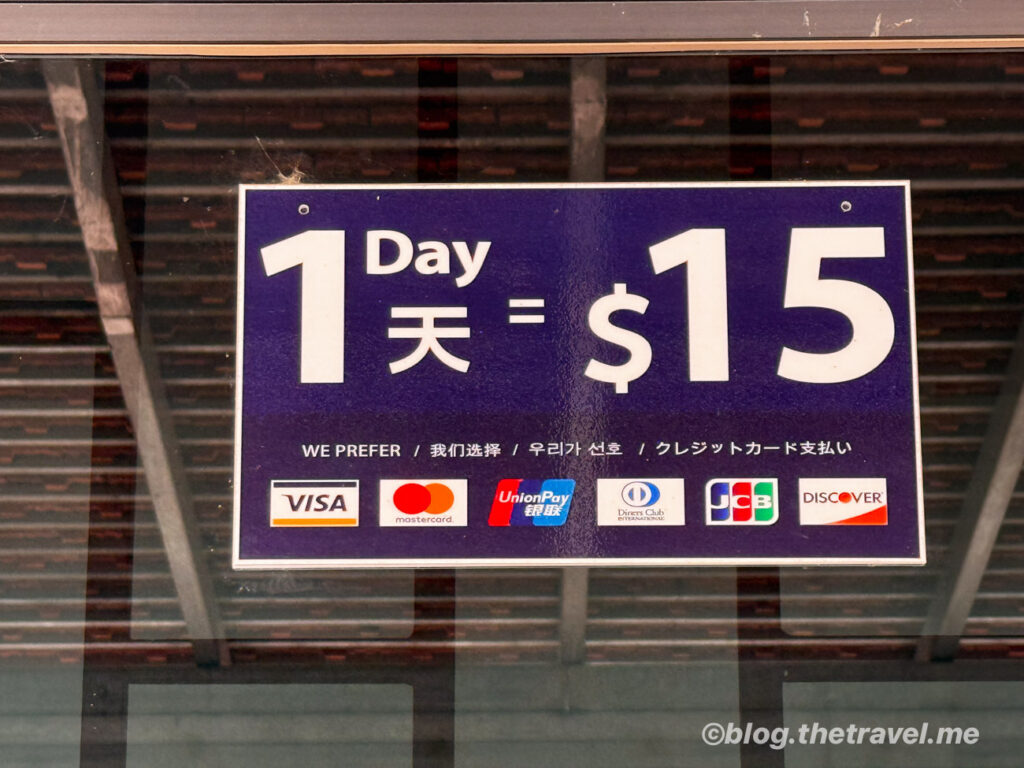 1 Day = $15
天
WE PREFER / 我们选择 / 우리가 선호 / クレジットカード支払い
VISA mastercard. UnionPay 银联 Diners Club INTERNATIONAL JCB DISCOVER
©blog.thetravel.me